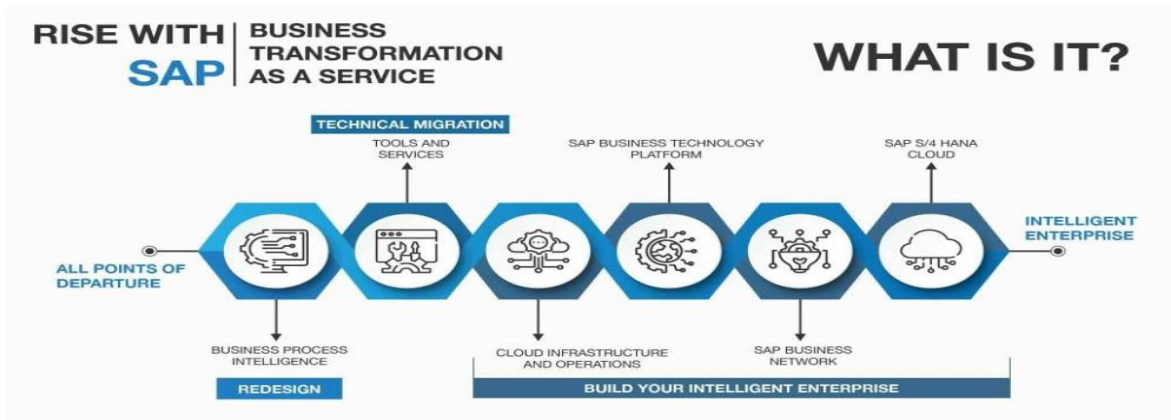 RISE WITH
SAP
BUSINESS
TRANSFORMATION
AS A SERVICE
WHAT IS IT?
TECHNICAL MIGRATION
TOOLS AND
SERVICES
SAP BUSINESS TECHNOLOGY
PLATFORM
SAP S/4 HANA
CLOUD
ALL POINTS OF
DEPARTURE
INTELLIGENT
ENTERPRISE
BUSINESS PROCESS
INTELLIGENCE
REDESIGN
CLOUD INFRASTRUCTURE
AND OPERATIONS
SAP BUSINESS
NETWORK
BUILD YOUR INTELLIGENT ENTERPRISE